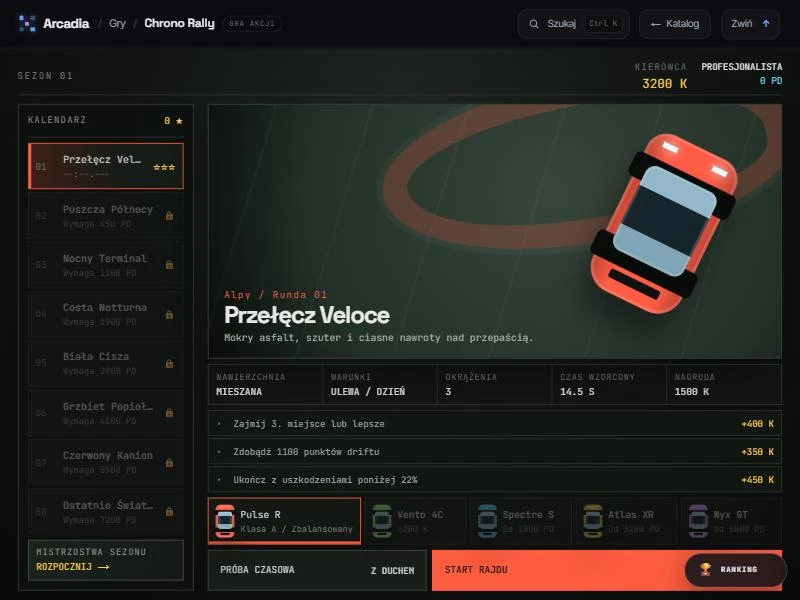 Arcadia / Gry / Chrono Rally GRA AKCJI
Szukaj Ctrl K
← Katalog
Zwiń ↑
SEZON 01
KIEROWCA
3200 K
PROFESJONALISTA
0 PD
KALENDARZ 0 ★
01 Przełęcz Vel… ☆☆☆
--:--.---
02 Puszcza Północy
Wymaga 450 PD
03 Nocny Terminal
Wymaga 1100 PD
04 Costa Notturna
Wymaga 1900 PD
05 Biała Cisza
Wymaga 2900 PD
06 Grzbiet Popioł…
Wymaga 4100 PD
07 Czerwony Kanion
Wymaga 5500 PD
08 Ostatnie Świat…
Wymaga 7200 PD
MISTRZOSTWA SEZONU
ROZPOCZNIJ →
Alpy / Runda 01
Przełęcz Veloce
Mokry asfalt, szuter i ciasne nawroty nad przepaścią.
NAWIERZCHNIA
MIESZANA
WARUNKI
ULEWA / DZIEŃ
OKRĄŻENIA
3
CZAS WZORCOWY
14.5 S
NAGRODA
1500 K
· Zajmij 3. miejsce lub lepsze +400 K
· Zdobądź 1100 punktów driftu +350 K
· Ukończ z uszkodzeniami poniżej 22% +450 K
Pulse R
Klasa A / Zbalansowany
Vento 4C
4200 K
Spectre S
Od 1800 PD
Atlas XR
Od 3200 PD
Nyx GT
Od 6000 PD
PRÓBA CZASOWA Z DUCHEM
START RAJDU
RANKING